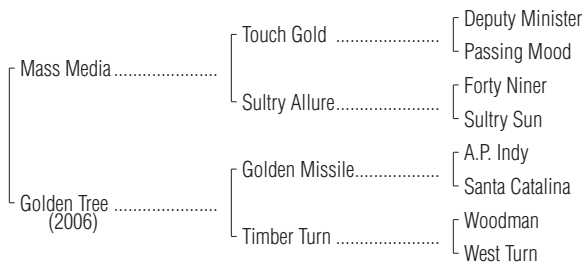 Deputy Minister
Touch Gold ....................
Passing Mood
Mass Media ....................
Forty Niner
Sultry Allure....................
Sultry Sun
A.P. Indy
Golden Missile....................
Santa Catalina
Golden Tree ....................
(2006)
Woodman
Timber Turn ....................
West Turn